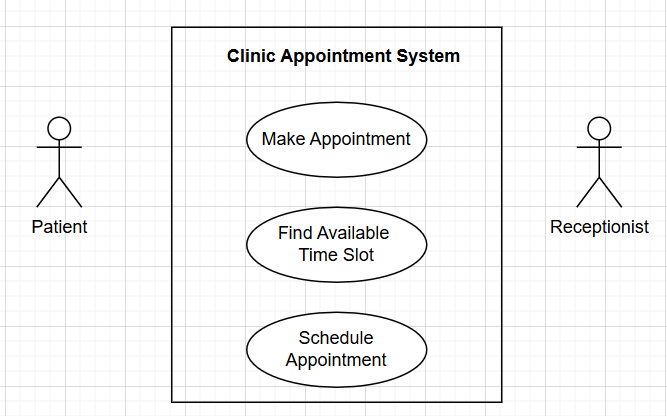 Clinic Appointment System
Make Appointment
Patient
Receptionist
Find Available
Time Slot
Schedule
Appointment